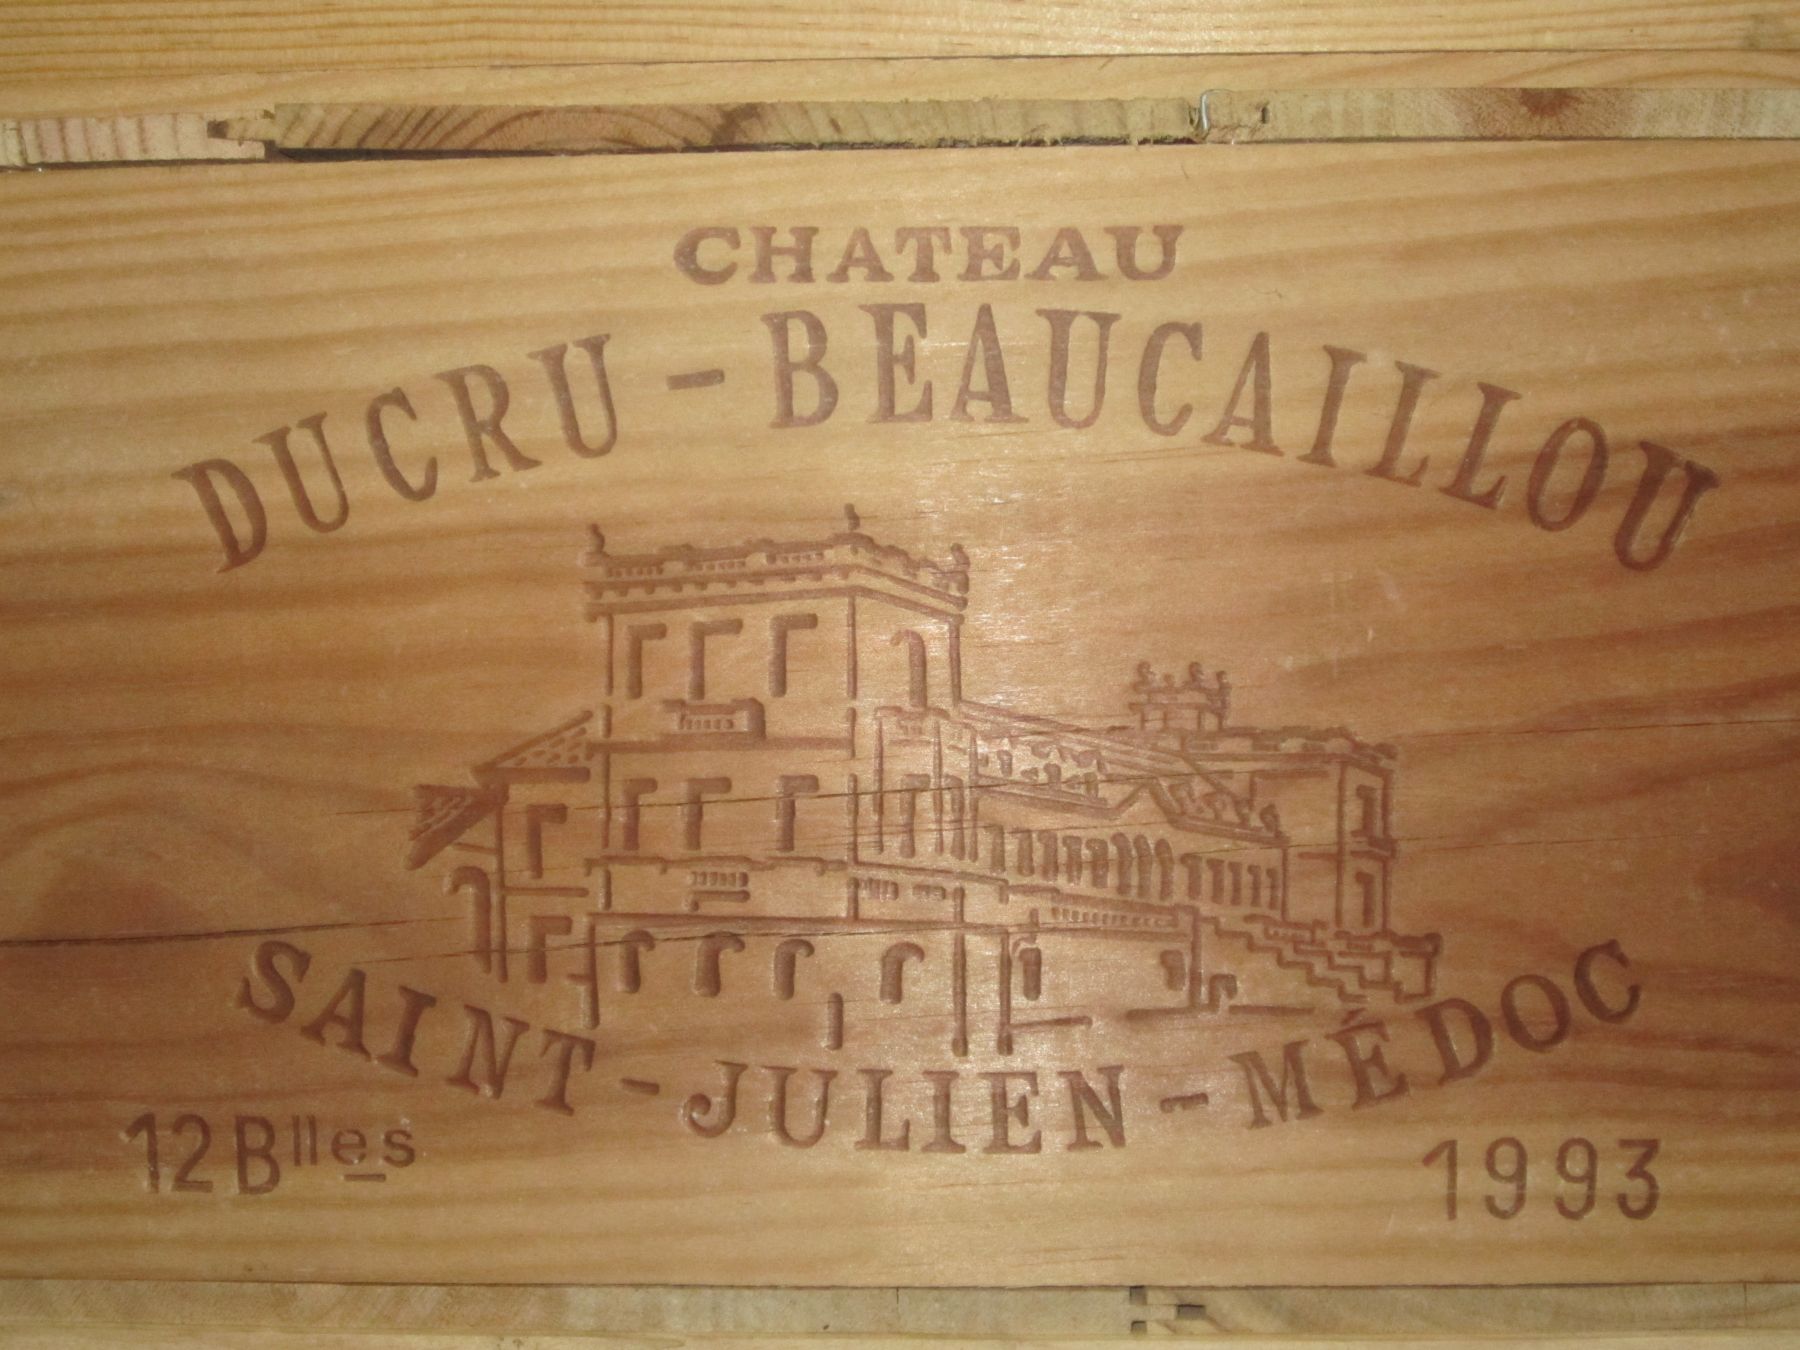 CHATEAU
DUCRU-BEAUCAILLOU
SAINT-JULIEN-MÉDOC
12 Blles
1993